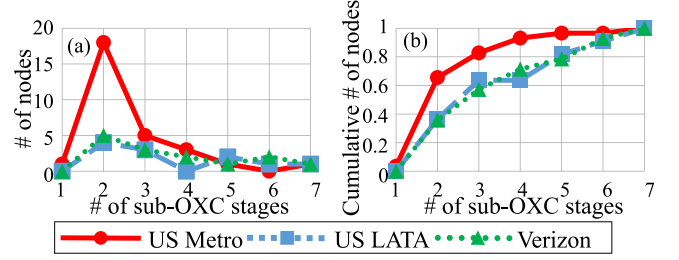 (a)
# of nodes
20
15
10
5
0
1 2 3 4 5 6 7
# of sub-OXC stages
(b)
Cumulative # of nodes
1
0.8
0.6
0.4
0.2
0
1 2 3 4 5 6 7
# of sub-OXC stages
US Metro US LATA Verizon